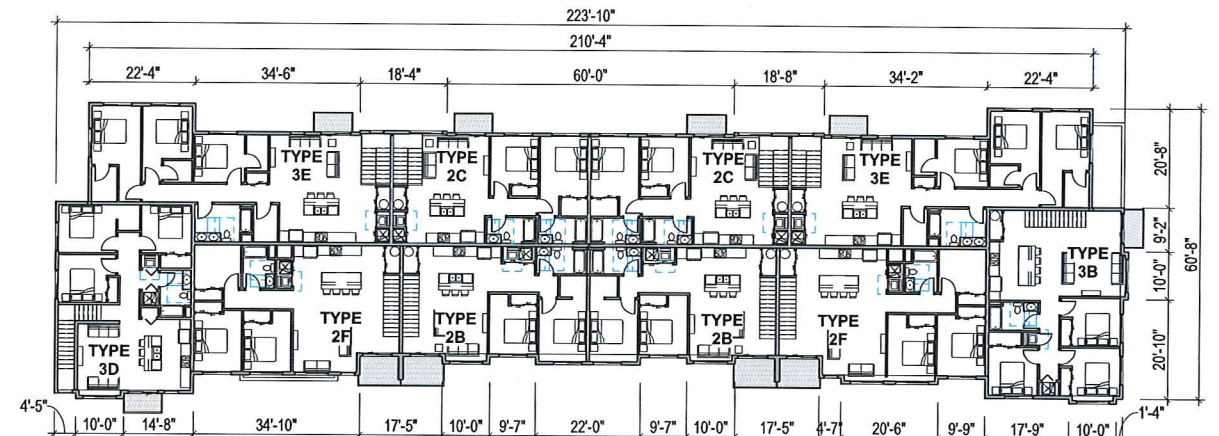 223'-10"
210'-4"
22'-4" 34'-6" 18'-4" 60'-0" 18'-8" 34'-2" 22'-4"
TYPE 3E
TYPE 2C
TYPE 2C
TYPE 3E
20'-8"
9'-2"
60'-8"
10'-0"
20'-10"
TYPE 3B
TYPE 3D
TYPE 2F
TYPE 2B
TYPE 2B
TYPE 2F
4'-5" 10'-0" 14'-8" 34'-10" 17'-5" 10'-0" 9'-7" 22'-0" 9'-7" 10'-0" 17'-5" 4'-7" 20'-6" 9'-9" 17'-9" 10'-0" 1'-4"